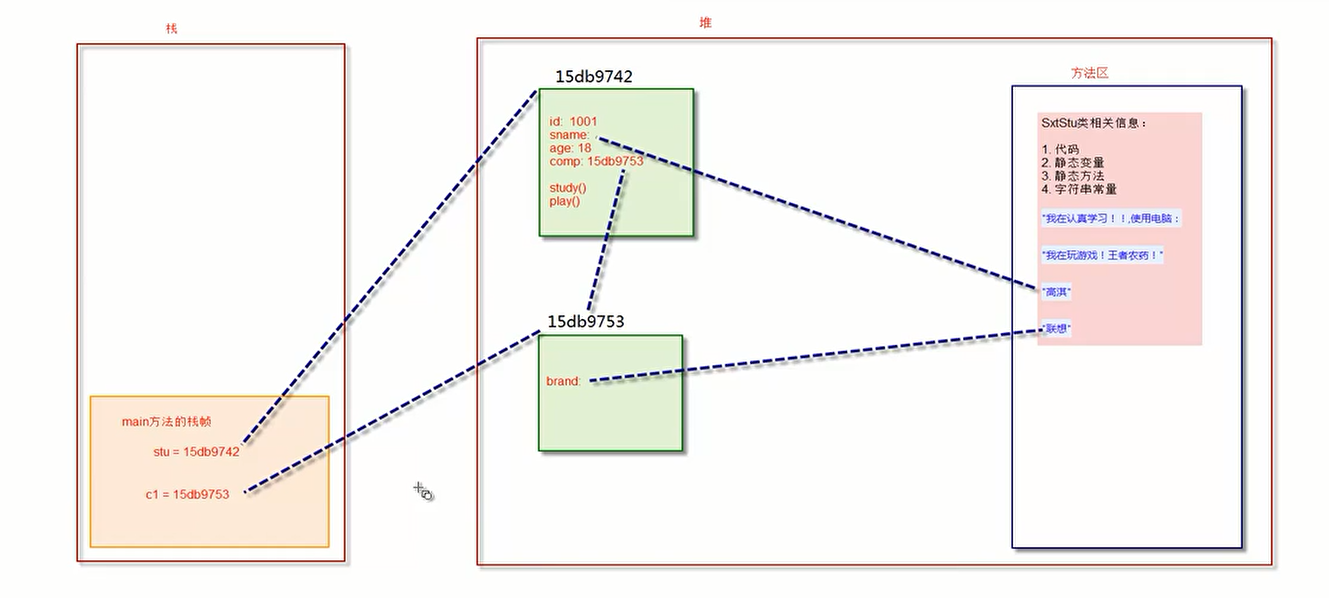 栈
堆
15db9742
方法区
id: 1001
sname:
age: 18
comp: 15db9753
study()
play()
SxtStu类相关信息：
1. 代码
2. 静态变量
3. 静态方法
4. 字符串常量
"我在认真学习！！,使用电脑：
"我在玩游戏！王者农药！"
"高淇"
"联想"
15db9753
brand:
main方法的栈帧
stu = 15db9742
c1 = 15db9753